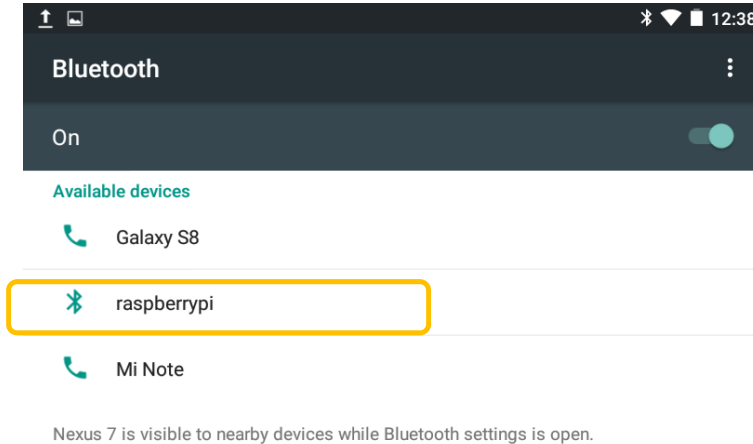 12:38
Bluetooth
On
Available devices
Galaxy S8
raspberrypi
Mi Note
Nexus 7 is visible to nearby devices while Bluetooth settings is open.